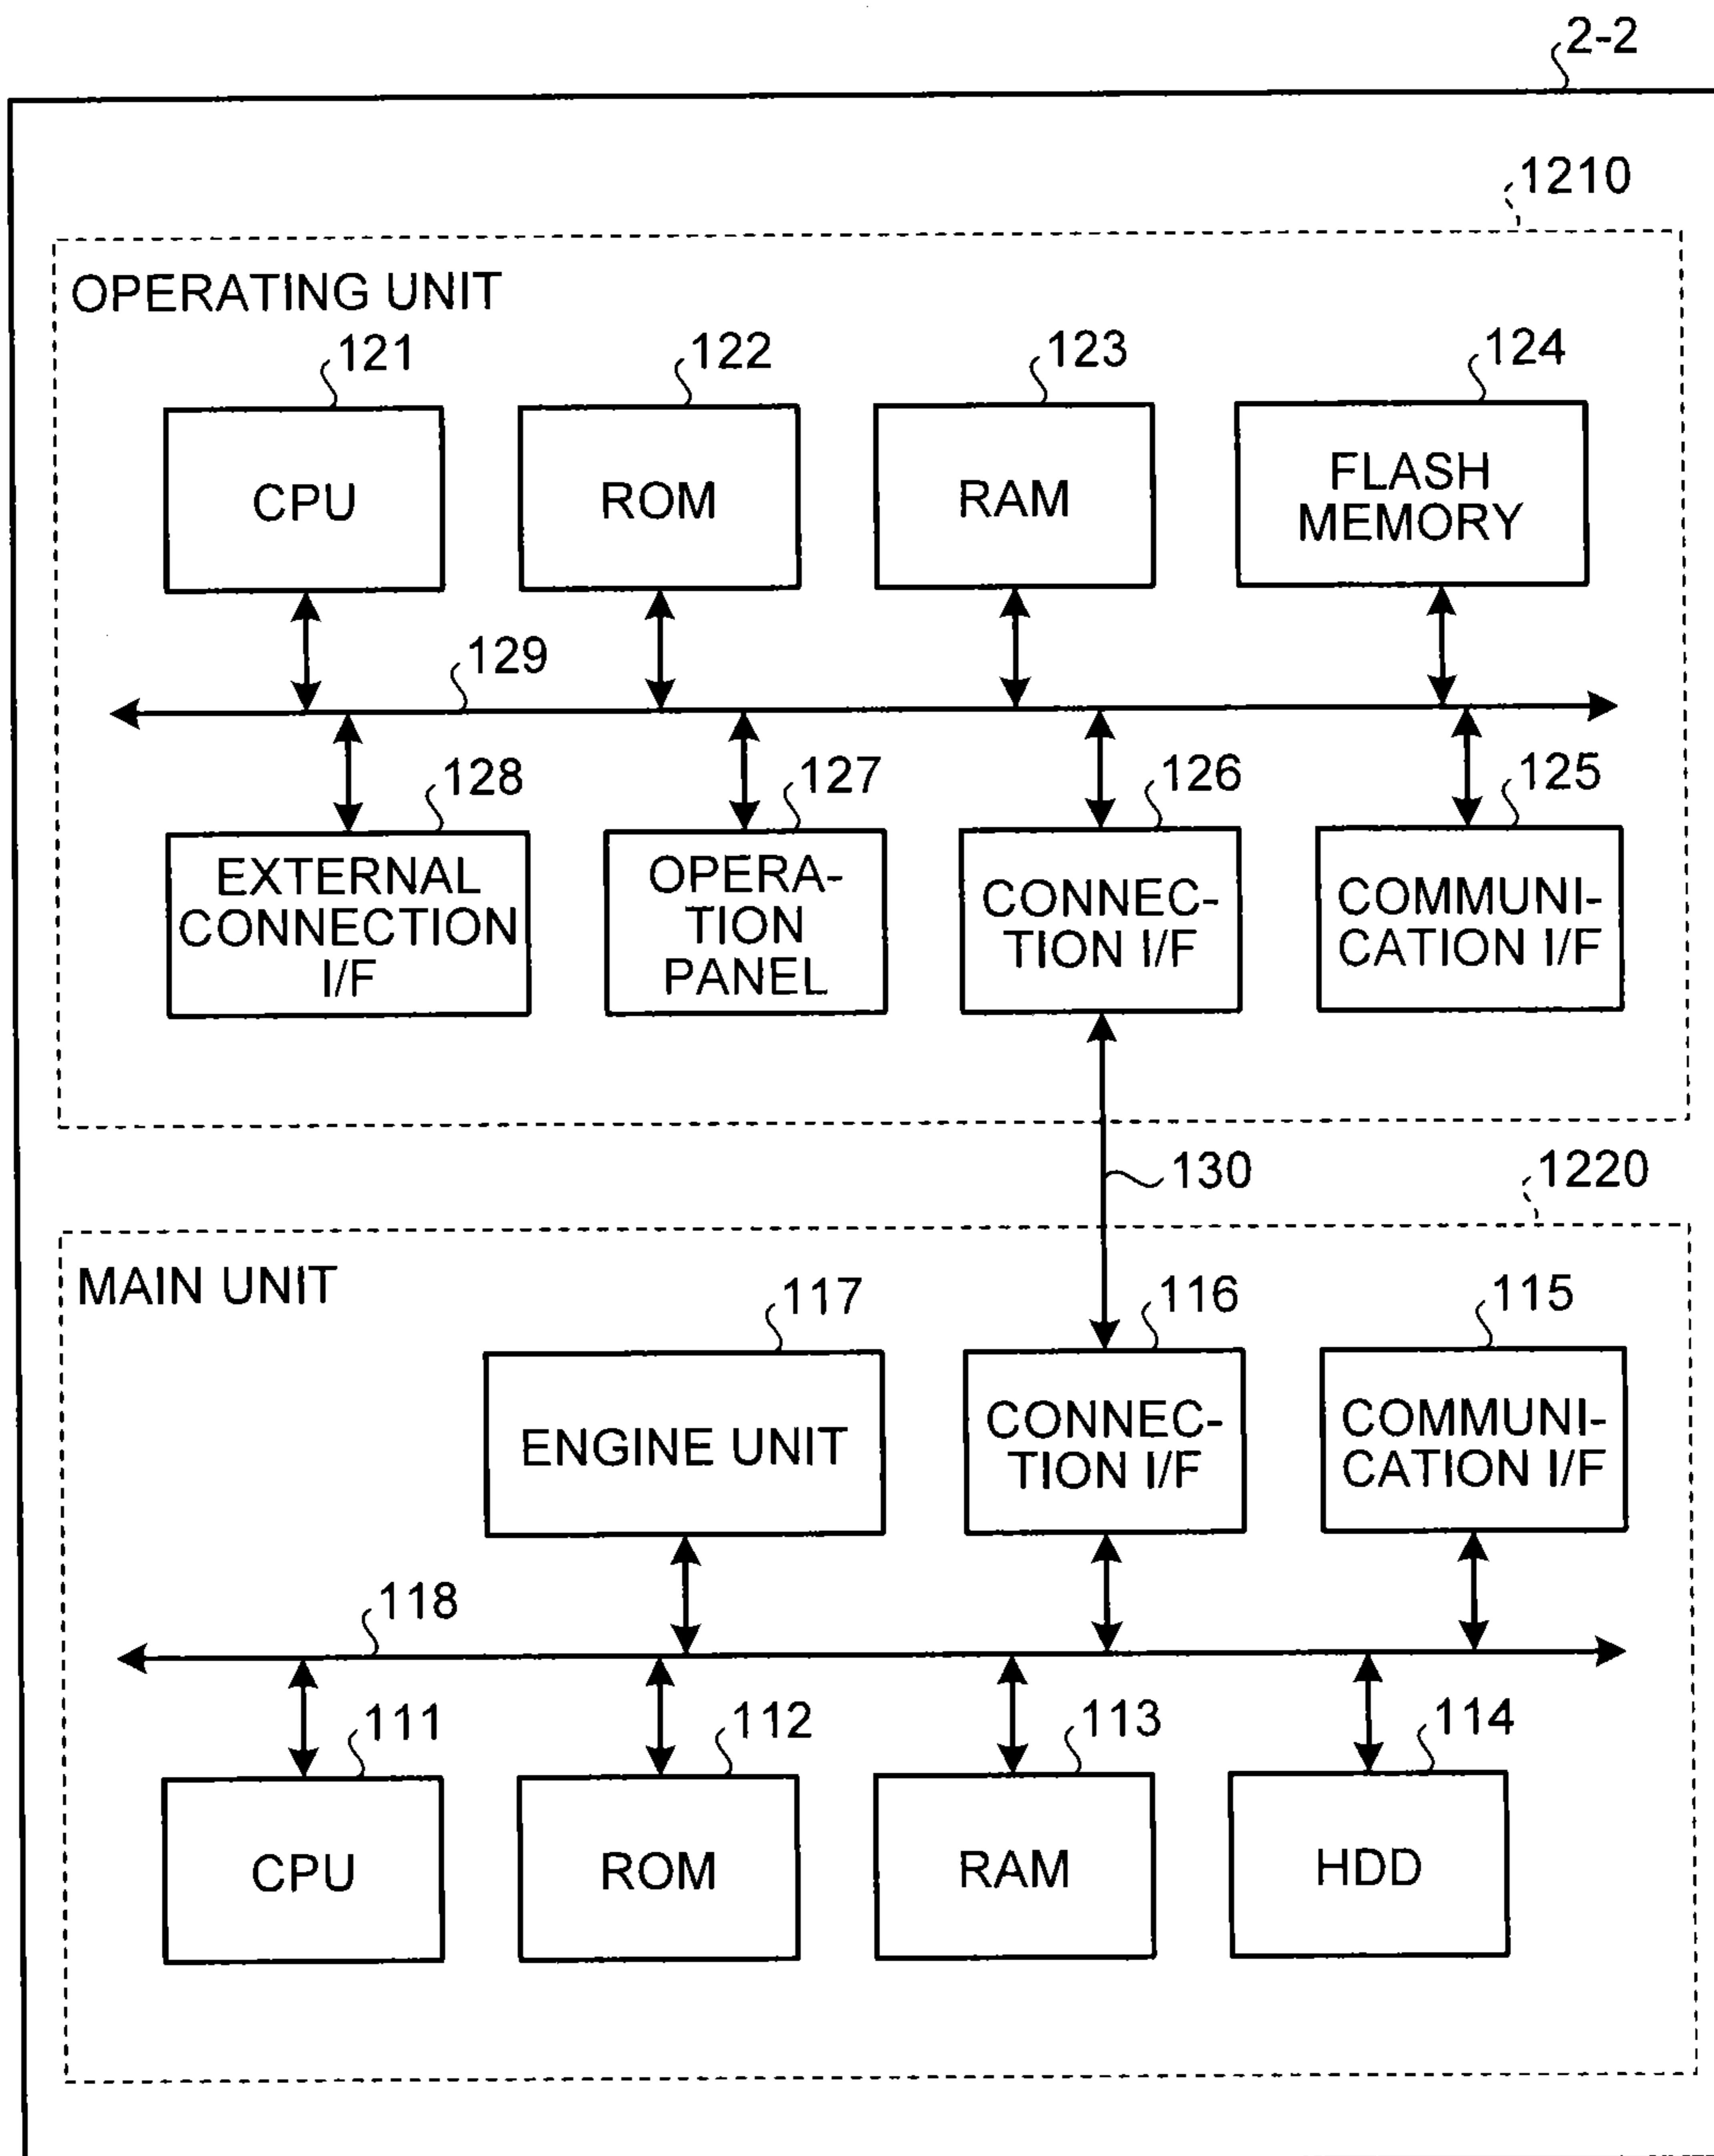 2-2
1210
OPERATING UNIT
121
122
123
124
CPU
ROM
RAM
FLASH
MEMORY
129
128
127
126
125
EXTERNAL
CONNECTION
I/F
OPERA-
TION
PANEL
CONNEC-
TION I/F
COMMUNI-
CATION I/F
130
1220
MAIN UNIT
117
116
115
ENGINE UNIT
CONNEC-
TION I/F
COMMUNI-
CATION I/F
118
111
112
113
114
CPU
ROM
RAM
HDD